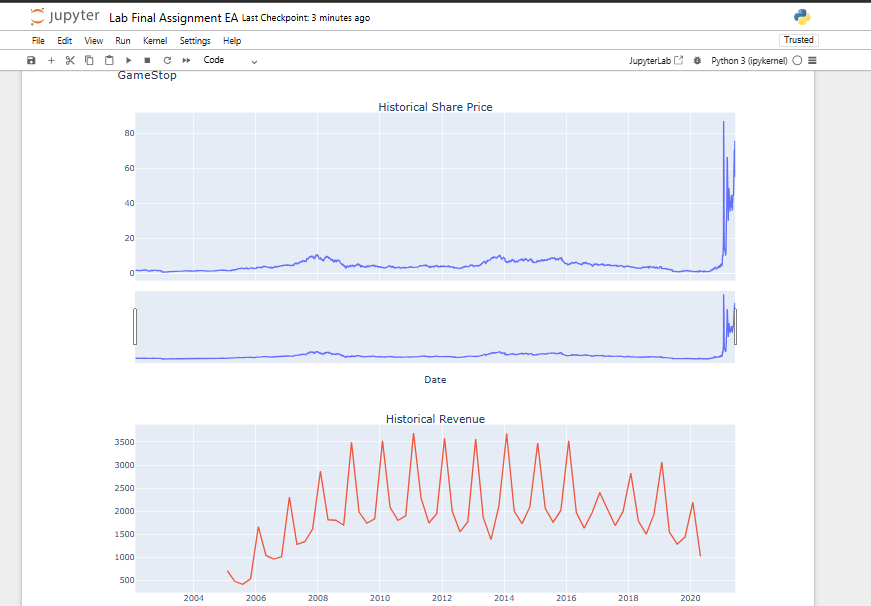 jupyter Lab Final Assignment EA Last Checkpoint: 3 minutes ago
File Edit View Run Kernel Settings Help Trusted
Code JupyterLab Python 3 (ipykernel)
GameStop
Historical Share Price
80
60
40
20
0
Date
Historical Revenue
3500
3000
2500
2000
1500
1000
500
2004 2006 2008 2010 2012 2014 2016 2018 2020